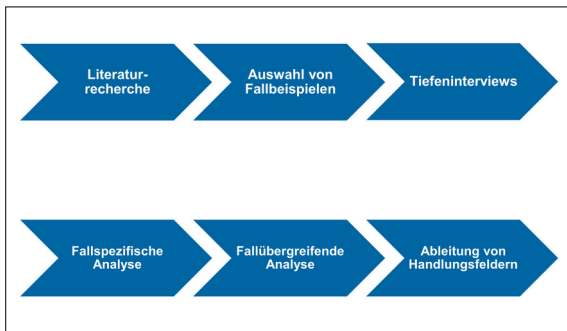 Literatur-
recherche
Auswahl von
Fallbeispielen
Tiefeninterviews
Fallspezifische
Analyse
Fallübergreifende
Analyse
Ableitung von
Handlungsfeldern